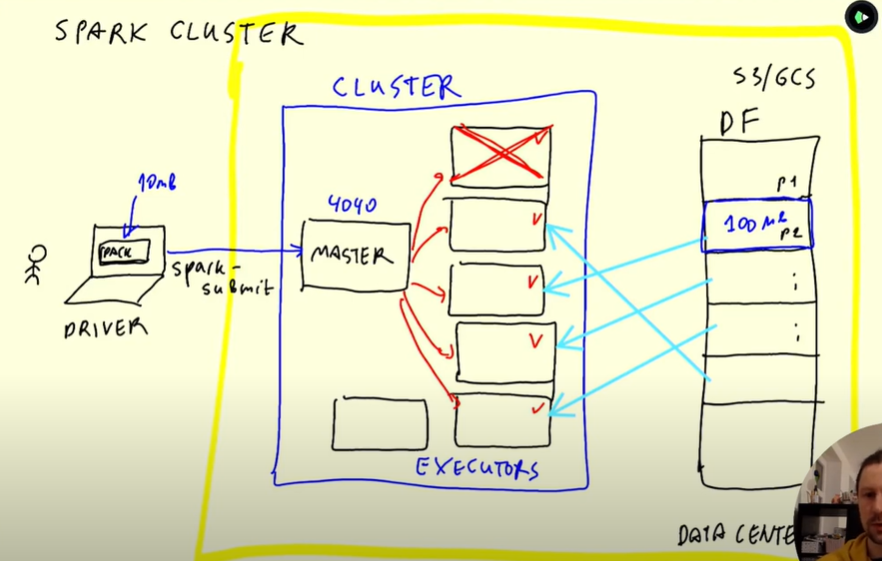 SPARK CLUSTER
S3/GCS
CLUSTER
DF
10MB
P1
4040
100 MB
P2
PACK
MASTER
spark-
submit
DRIVER
EXECUTORS
DATA CENTE